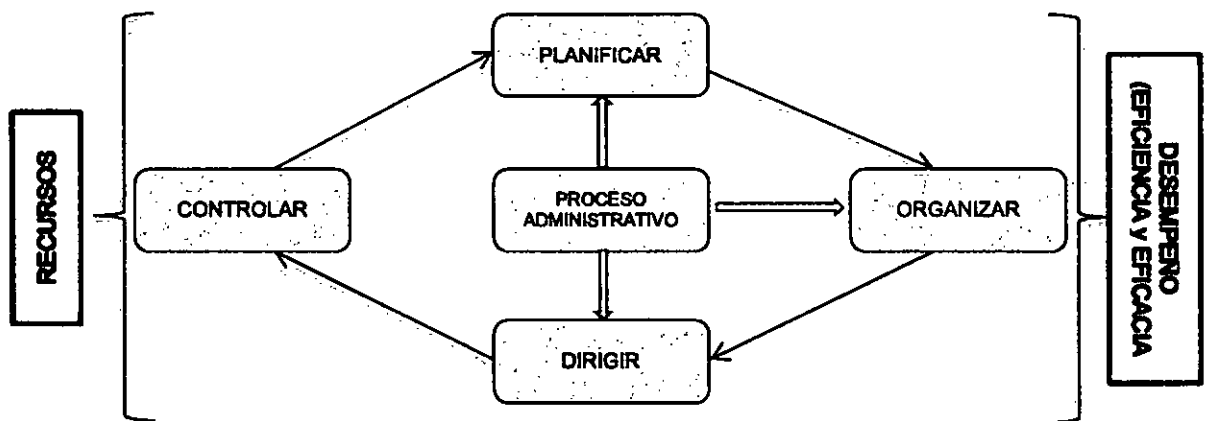 PLANIFICAR
RECURSOS
CONTROLAR
PROCESO
ADMINISTRATIVO
ORGANIZAR
DESEMPEÑO
(EFICIENCIA y EFICACIA
DIRIGIR